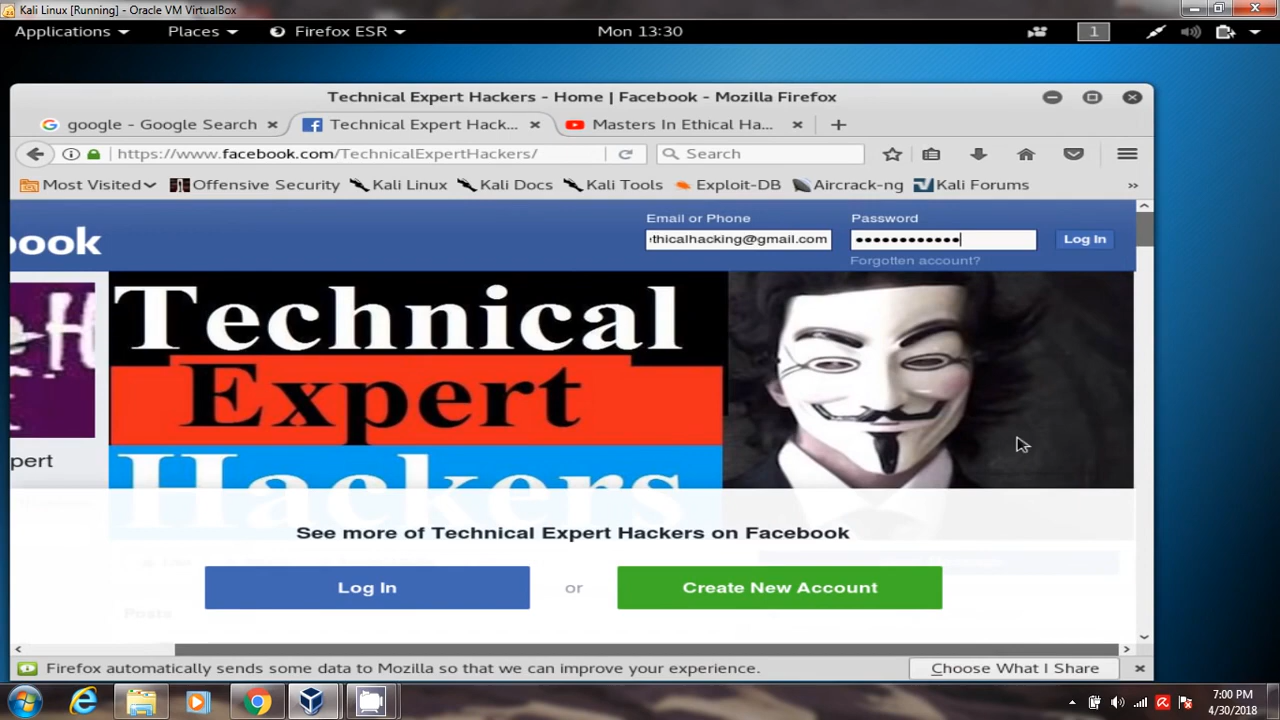 Kali Linux [Running] - Oracle VM VirtualBox
Applications Places Firefox ESR Mon 13:30 1
Technical Expert Hackers - Home | Facebook - Mozilla Firefox
google - Google Search Technical Expert Hack... Masters In Ethical Ha...
https://www.facebook.com/TechnicalExpertHackers/ Search
Most Visited Offensive Security Kali Linux Kali Docs Kali Tools Exploit-DB Aircrack-ng Kali Forums »
Email or Phone Password
book thicalhacking@gmail.com •••••••••••• Log In
Forgotten account?
Technical
Expert
Hackers
pert
See more of Technical Expert Hackers on Facebook
Log In or Create New Account
Posts
Firefox automatically sends some data to Mozilla so that we can improve your experience. Choose What I Share
7:00 PM
4/30/2018